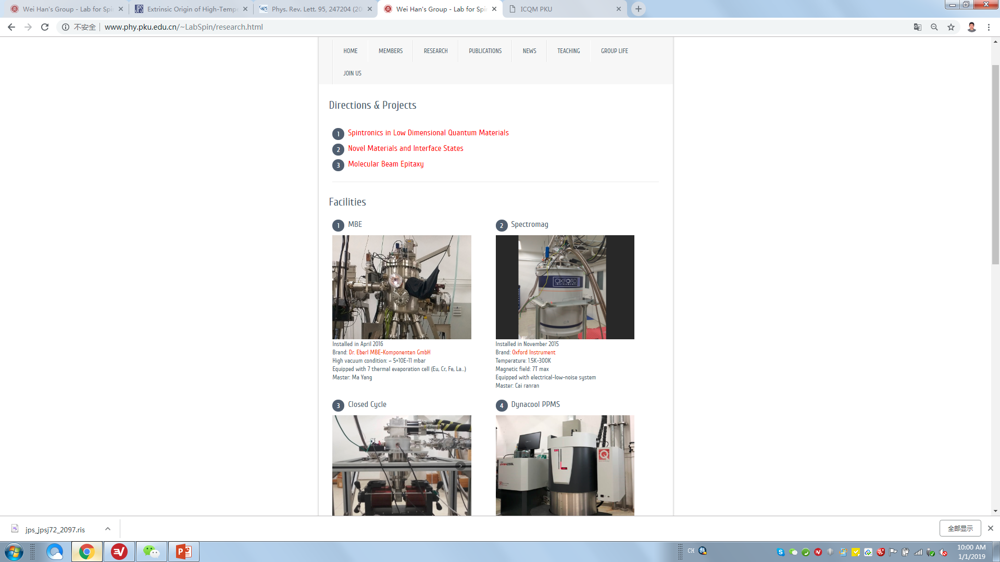 Wei Han's Group - Lab for Spi
Extrinsic Origin of High-Temp
Phys. Rev. Lett. 95, 247204 (20
Wei Han's Group - Lab for Spi
ICQM PKU
不安全
www.phy.pku.edu.cn/~LabSpin/research.html
HOME
MEMBERS
RESEARCH
PUBLICATIONS
NEWS
TEACHING
GROUP LIFE
JOIN US
Directions & Projects
1 Spintronics in Low Dimensional Quantum Materials
2 Novel Materials and Interface States
3 Molecular Beam Epitaxy
Facilities
1 MBE
Installed in April 2016
Brand: Dr. Eberl MBE-Komponenten GmbH
High vacuum condition: ~ 5×10E-11 mbar
Equipped with 7 thermal evaporation cell (Eu, Cr, Fe, La...)
Master: Ma Yang
2 Spectromag
OXFORD
INSTRUMENTS
Installed in November 2015
Brand: Oxford Instrument
Temperature: 1.5K-300K
Magnetic field: 7T max
Equipped with electrical-low-noise system
Master: Cai ranran
3 Closed Cycle
4 Dynacool PPMS
DYNACOOL
jps_jpsj72_2097.ris
全部显示
CH
10:00 AM
1/1/2019